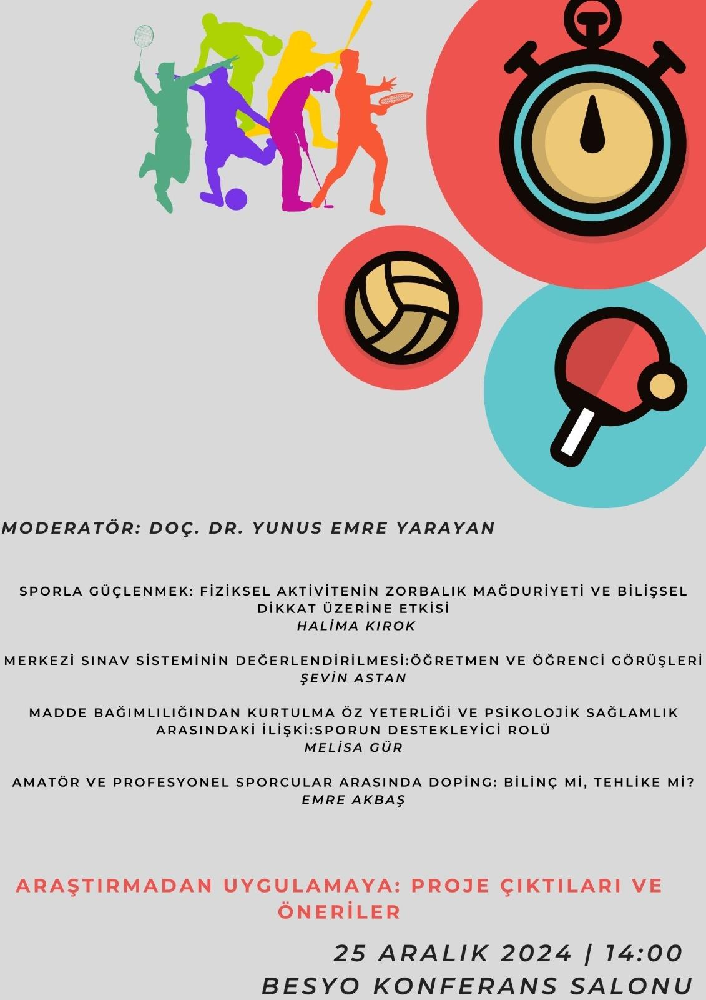 MODERATÖR: DOÇ. DR. YUNUS EMRE YARAYAN
SPORLA GÜÇLENMEK: FİZİKSEL AKTİVİTENİN ZORBALIK MAĞDURİYETİ VE BİLİŞSEL
DİKKAT ÜZERİNE ETKİSİ
HALİMA KIROK
MERKEZİ SINAV SİSTEMİNİN DEĞERLENDİRİLMESİ:ÖĞRETMEN VE ÖĞRENCİ GÖRÜŞLERİ
ŞEVİN ASTAN
MADDE BAĞIMLILIĞINDAN KURTULMA ÖZ YETERLİĞİ VE PSİKOLOJİK SAĞLAMLIK
ARASINDAKİ İLİŞKİ:SPORUN DESTEKLEYİCİ ROLÜ
MELİSA GÜR
AMATÖR VE PROFESYONEL SPORCULAR ARASINDA DOPİNG: BİLİNÇ Mİ, TEHLİKE Mİ?
EMRE AKBAŞ
ARAŞTIRMADAN UYGULAMAYA: PROJE ÇIKTILARI VE
ÖNERİLER
25 ARALIK 2024 | 14:00
BESYO KONFERANS SALONU